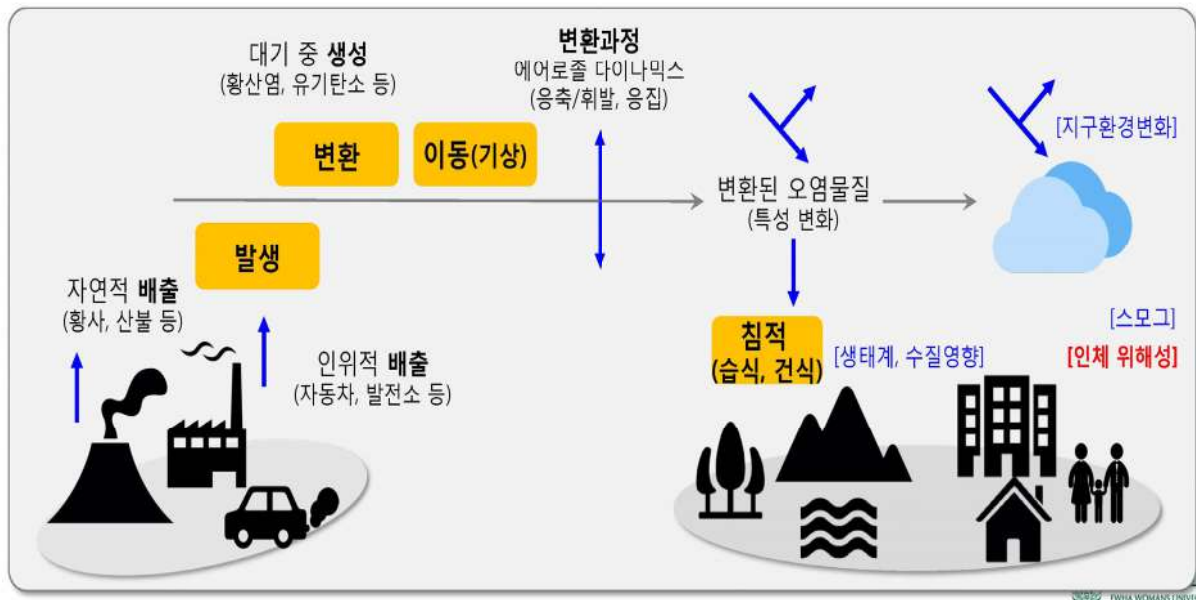 대기 중 생성
(황산염, 유기탄소 등)
변환과정
에어로졸 다이나믹스
(응축/휘발, 응집)
변환
이동(기상)
[지구환경변화]
변환된 오염물질
(특성 변화)
발생
자연적 배출
(황사, 산불 등)
인위적 배출
(자동차, 발전소 등)
침적
(습식, 건식)
[생태계, 수질영향]
[스모그]
[인체 위해성]